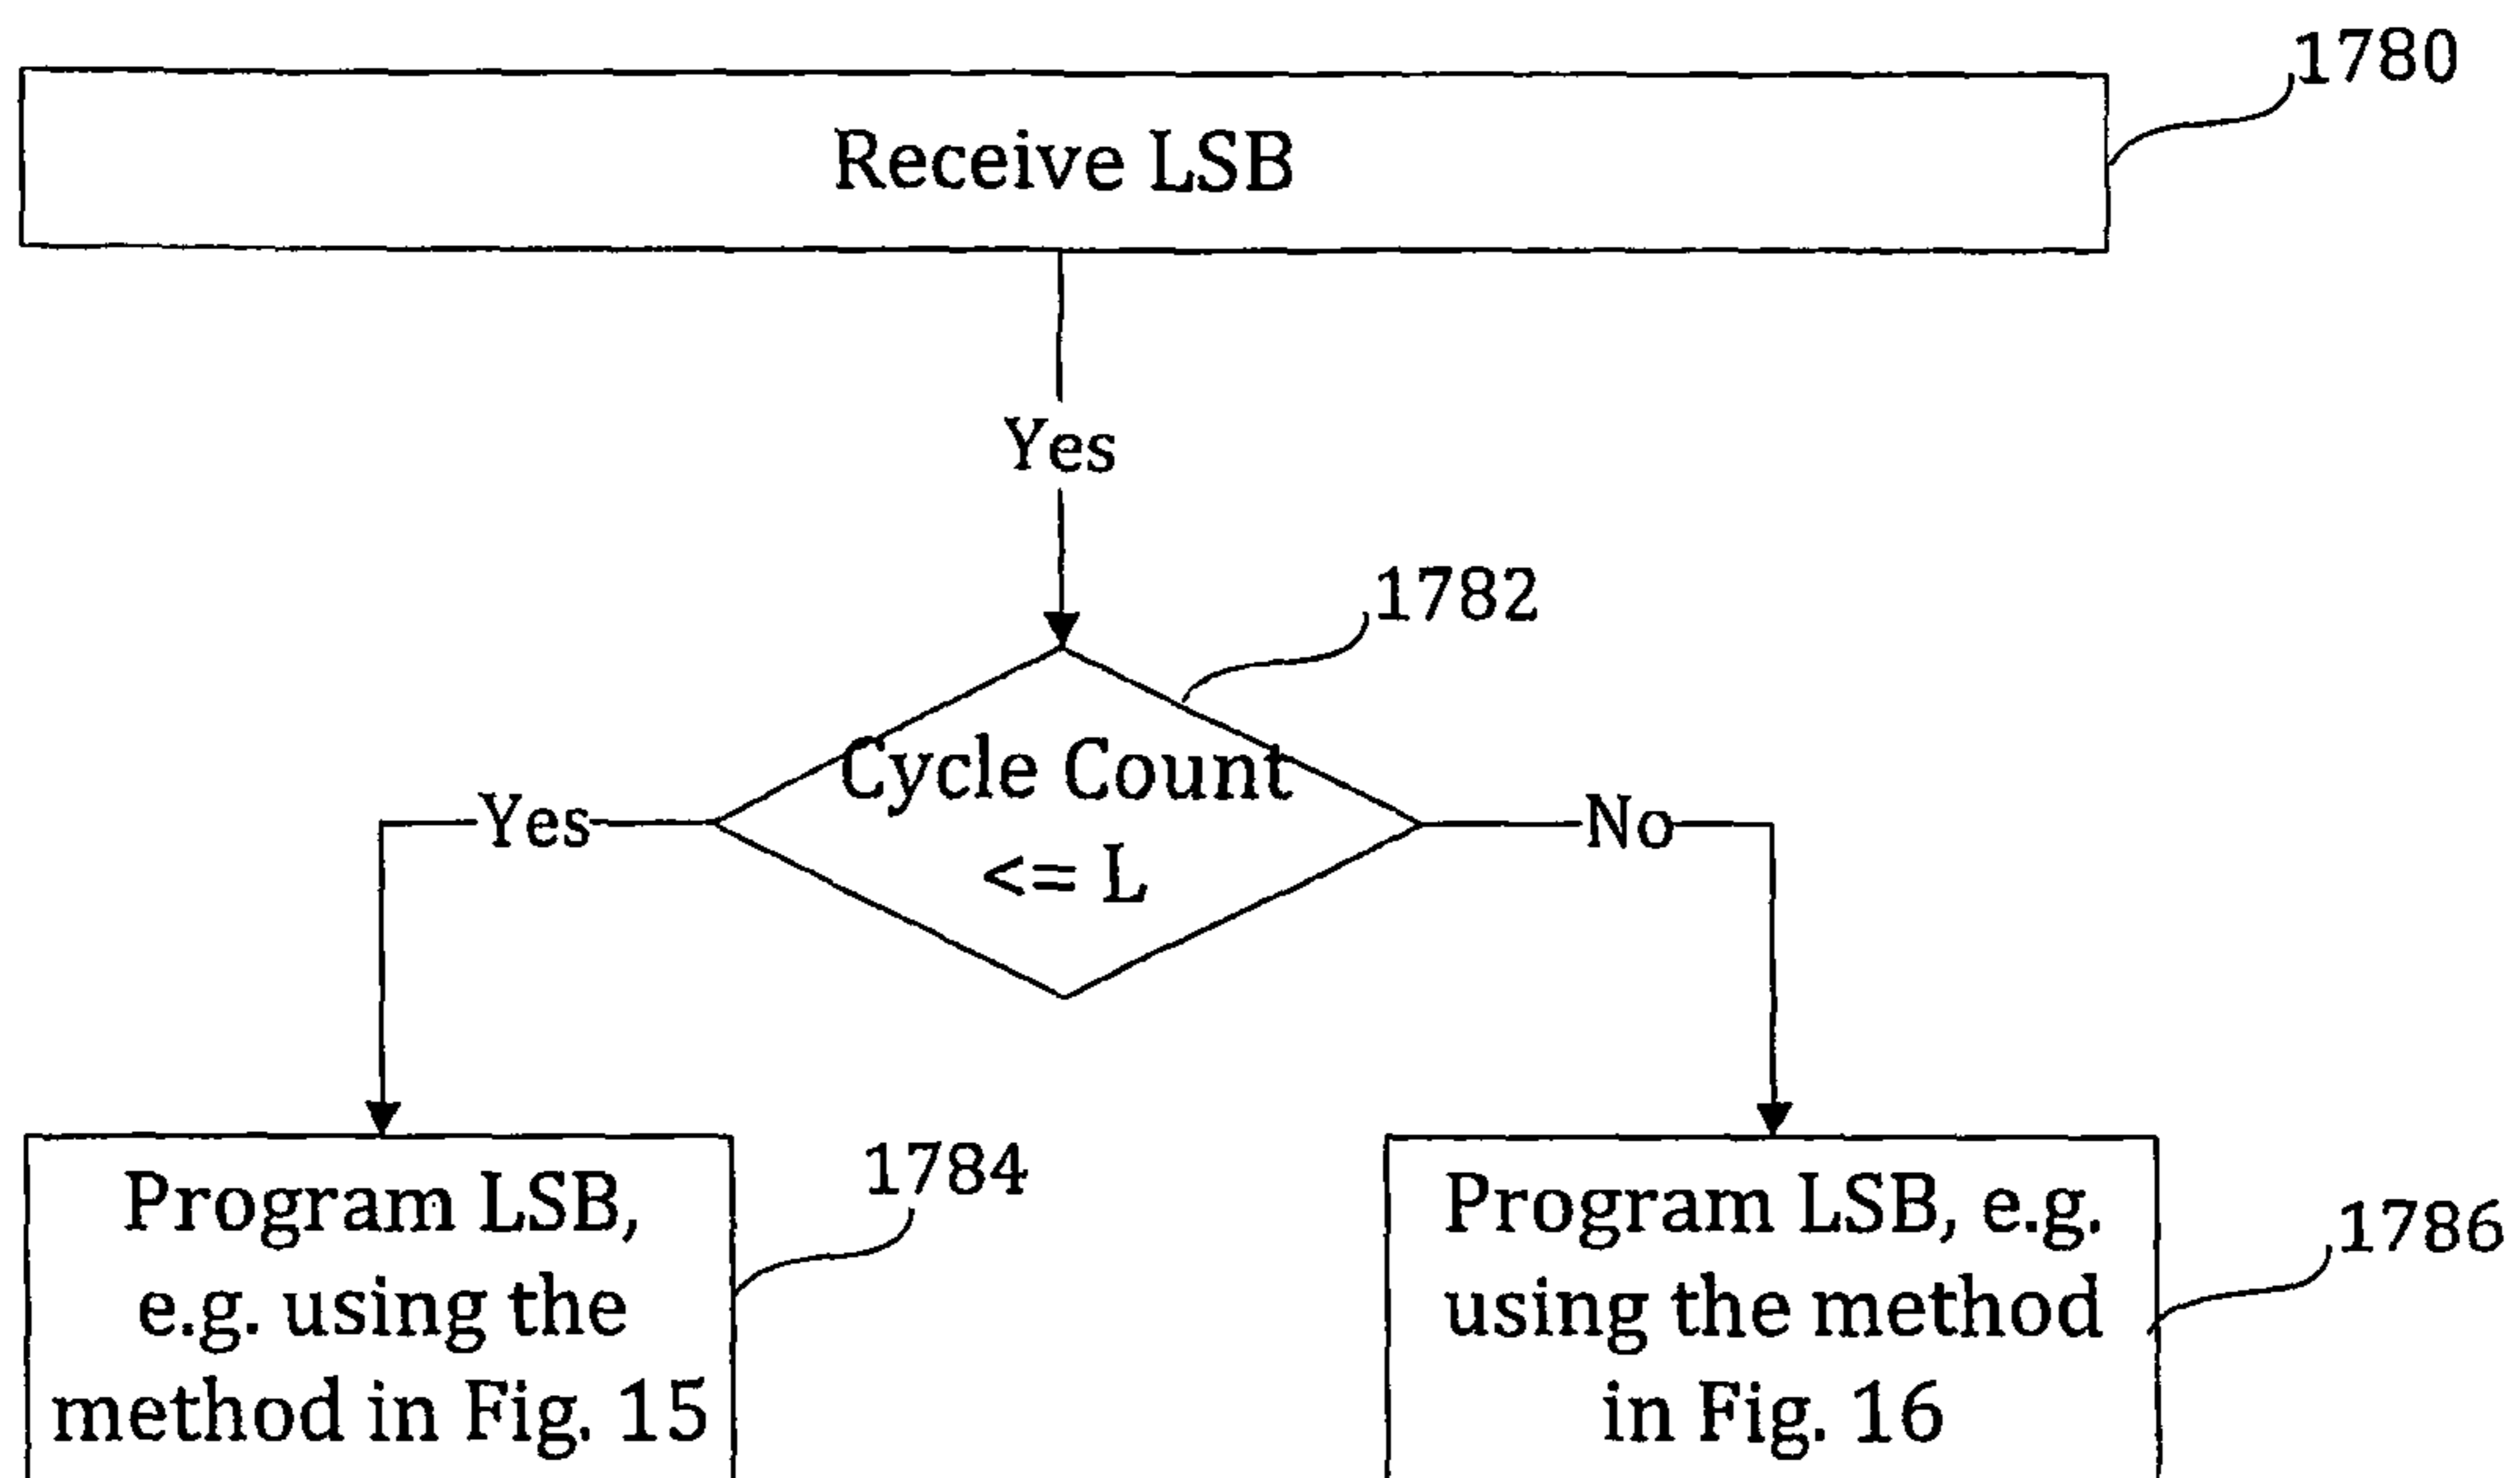 1780
Receive LSB
Yes
1782
Cycle Count
<= L
Yes
No
Program LSB,
e.g. using the
method in Fig. 15
1784
Program LSB, e.g.
using the method
in Fig. 16
1786